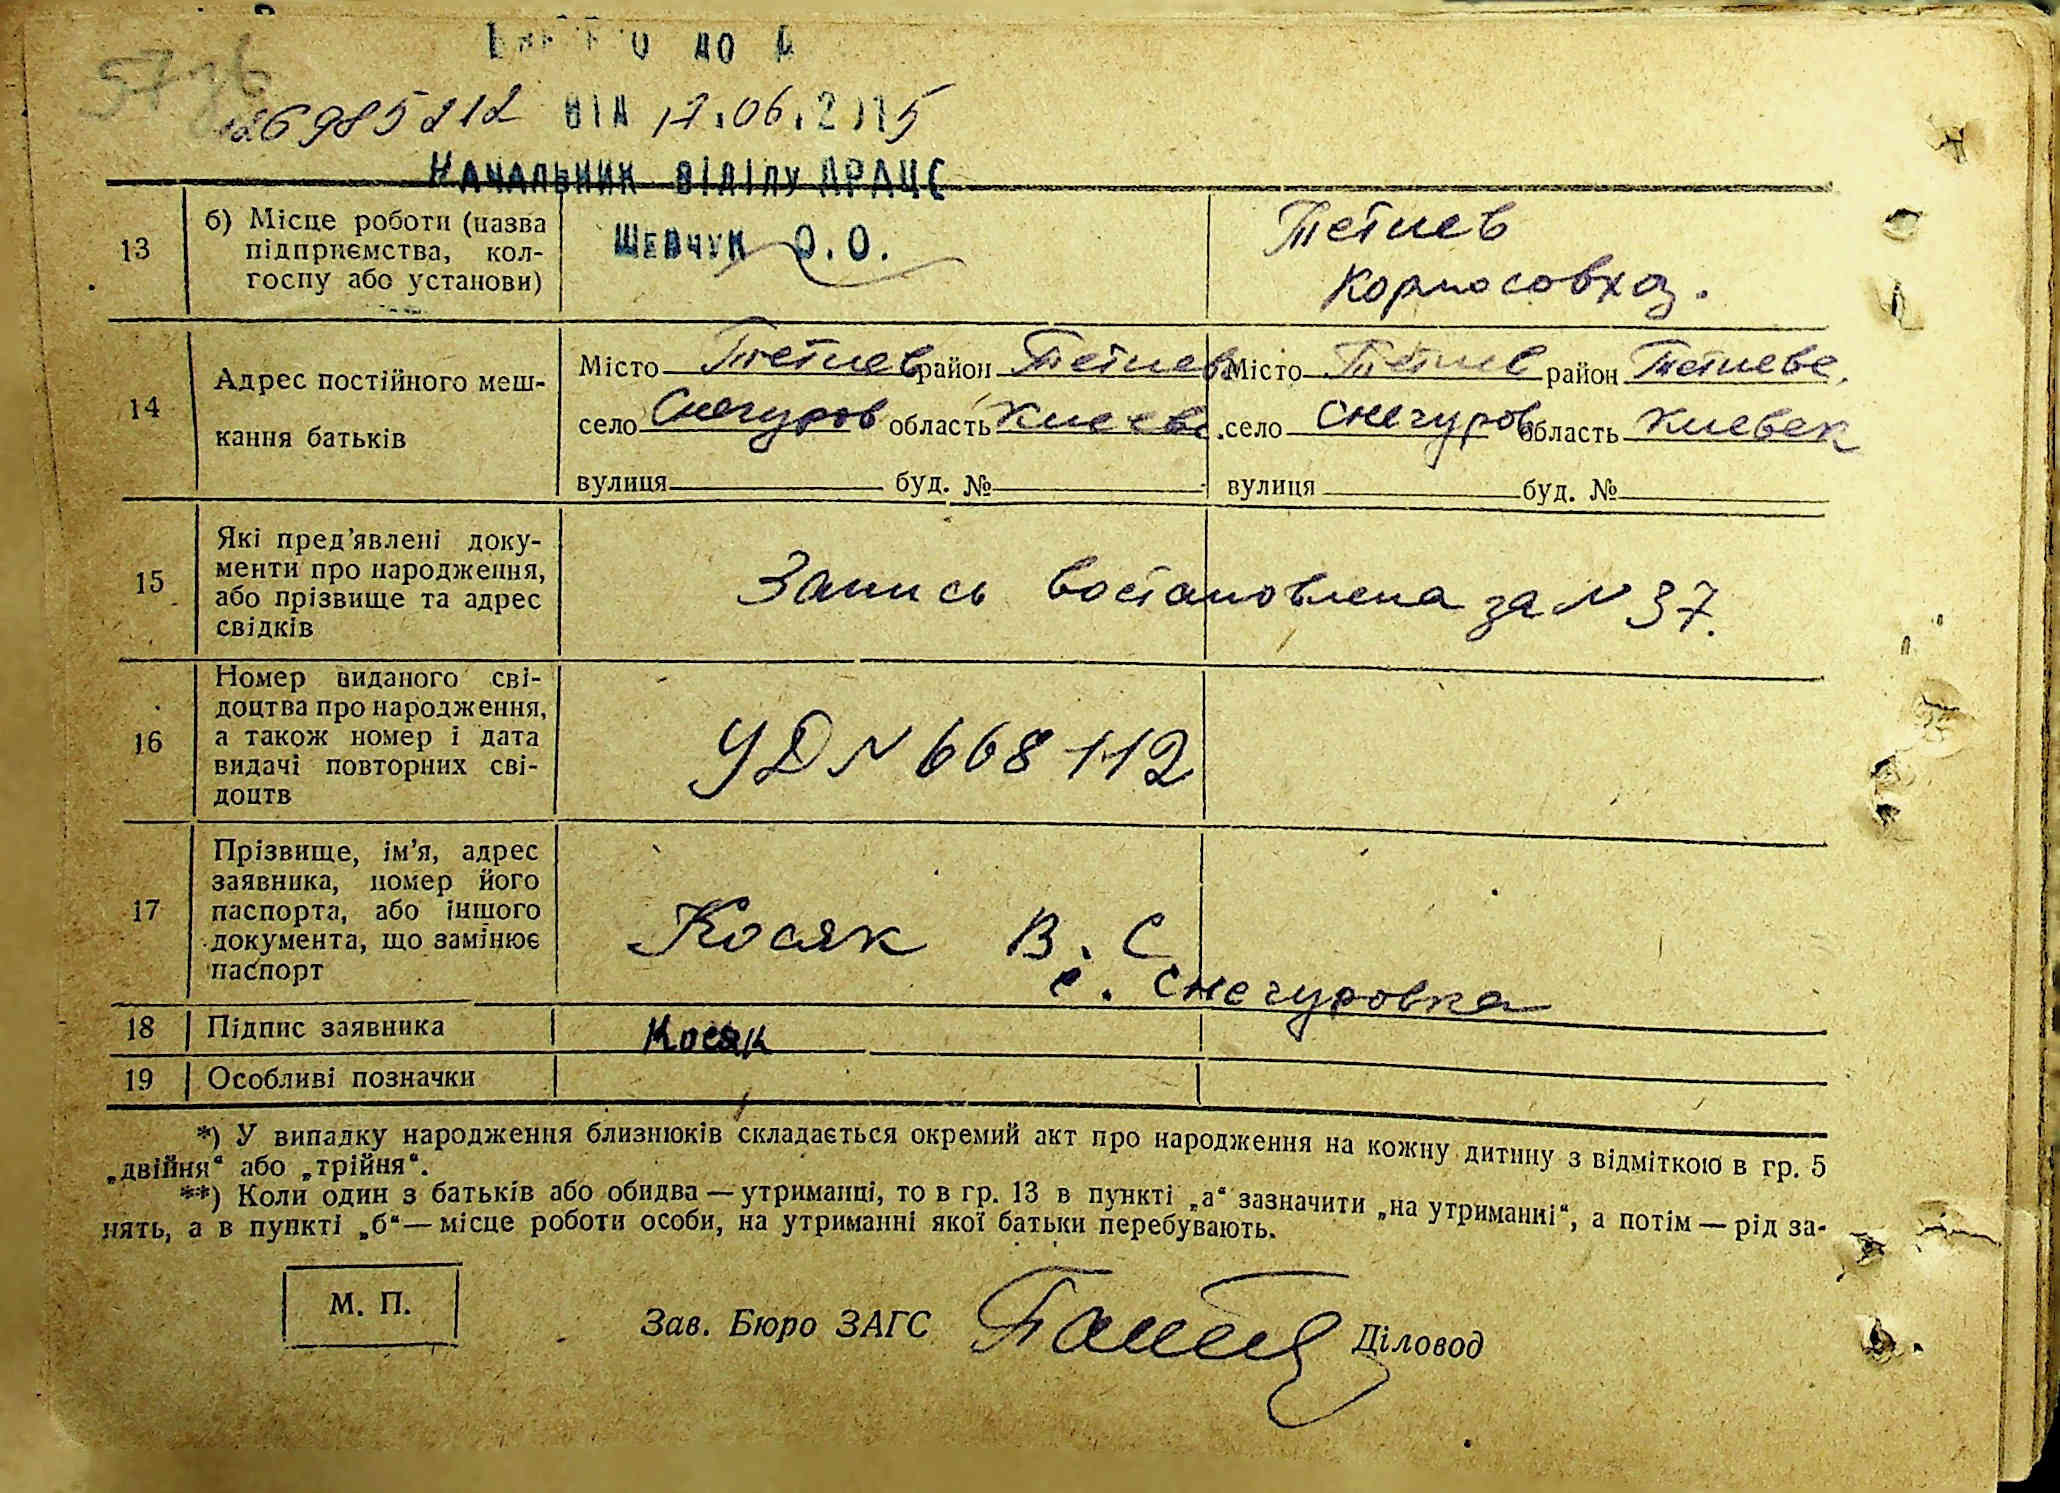 до
126985212 від 17.06.2015
Начальник відділу ДРАЦС
13
б) Місце роботи (назва
підприємства, кол-
госпу або установи)
Шевчук О.О.
Тетиев
Кормосовхоз.
14
Адрес постійного меш-
кання батьків
Місто Тетиев район Тетиев
село Снегуров область Киевс.
вулиця буд. №
Місто Тетиев район Тетиевс.
село Снегуров область Киевск
вулиця буд. №
15
Які пред'явлені доку-
менти про народження,
або прізвище та адрес
свідків
Запись востановлена за N 37.
16
Номер виданого сві-
доцтва про народження,
а також номер і дата
видачі повторних сві-
доцтв
УД N 668112
17
Прізвище, ім'я, адрес
заявника, номер його
паспорта, або іншого
документа, що замінює
паспорт
Косяк В. С.
с. Снегуровка
18 Підпис заявника
Косяк
19 Особливі позначки
*) У випадку народження близнюків складається окремий акт про народження на кожну дитину з відміткою в гр. 5
„двійня“ або „трійня“.
**) Коли один з батьків або обидва — утриманці, то в гр. 13 в пункті „а“ зазначити „на утриманні“, а потім — рід за-
нять, а в пункті „б“ — місце роботи особи, на утриманні якої батьки перебувають.
М. П.
Зав. Бюро ЗАГС
Діловод